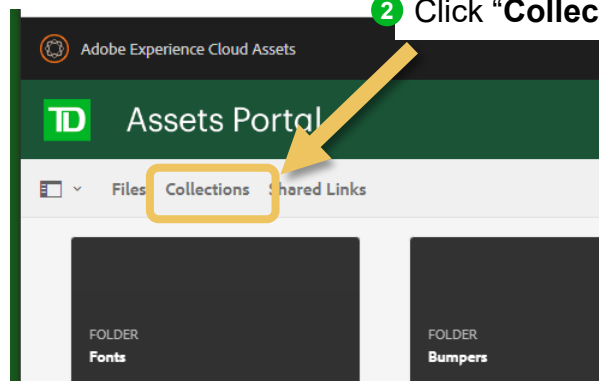 2 Click “Collec
Adobe Experience Cloud Assets
TD Assets Portal
Files Collections Shared Links
FOLDER
Fonts
FOLDER
Bumpers